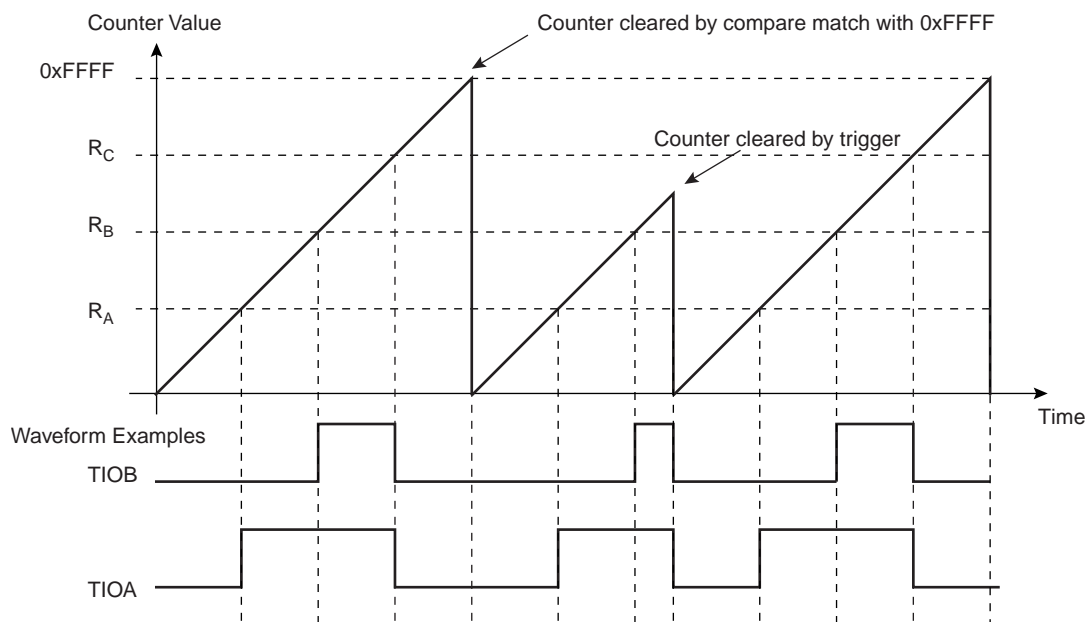 Counter Value
Counter cleared by compare match with 0xFFFF
0xFFFF
RC
Counter cleared by trigger
RB
RA
Time
Waveform Examples
TIOB
TIOA